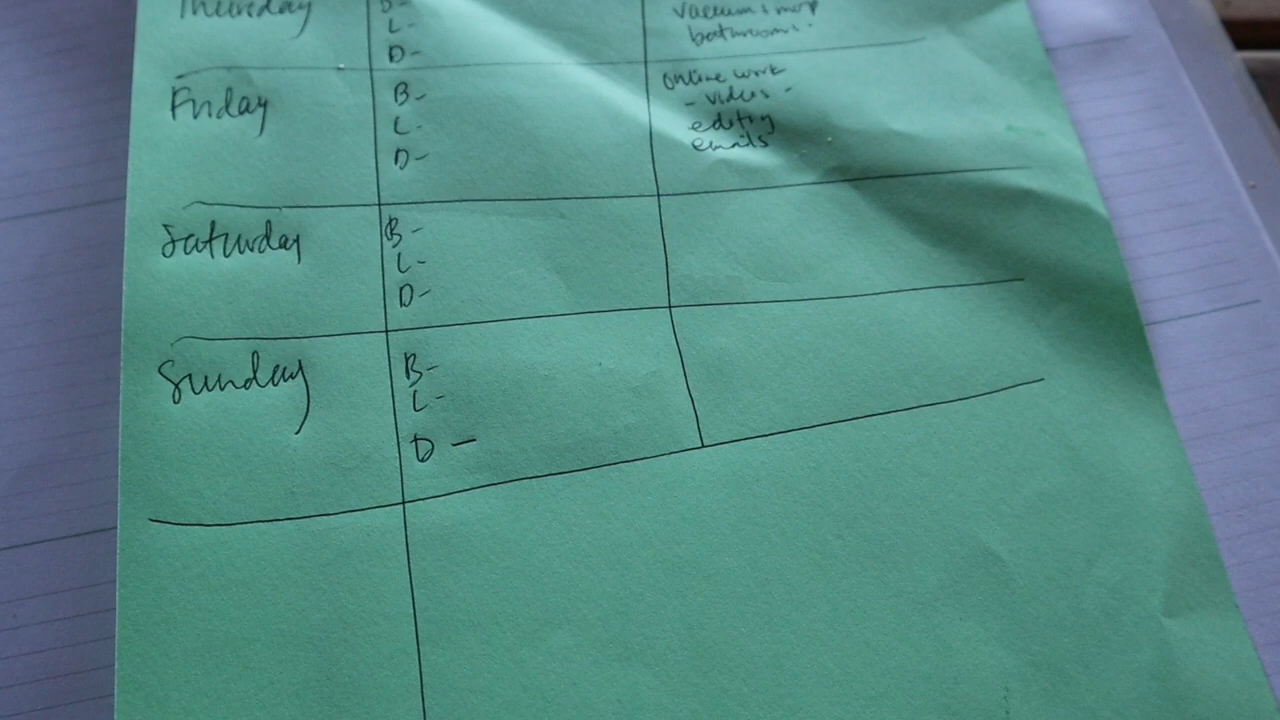 Thursday
B-
L-
D-
vacuum & mop
bathrooms
Friday
B-
L-
D-
online work
- videos -
editing
emails
Saturday
B-
L-
D-
Sunday
B-
L-
D-